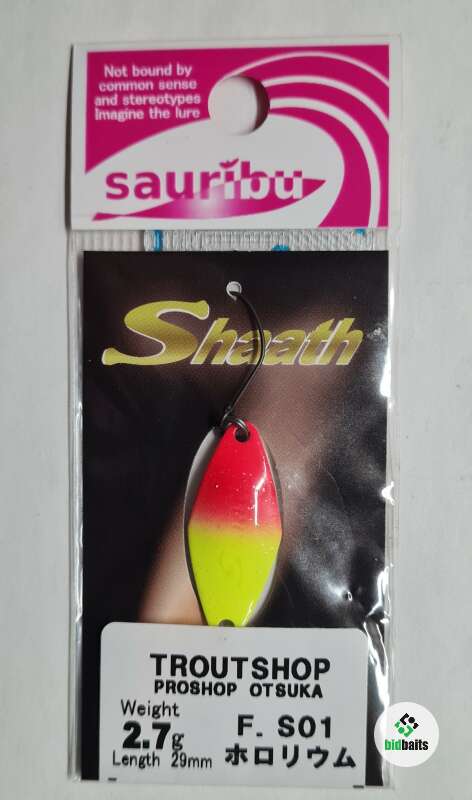 Not bound by
common sense
and stereotypes
Imagine the lure
sauribu
Shaath
TROUTSHOP
PROSHOP OTSUKA
Weight
2.7g
Length 29mm
F. S01
ホロリウム
bidbaits